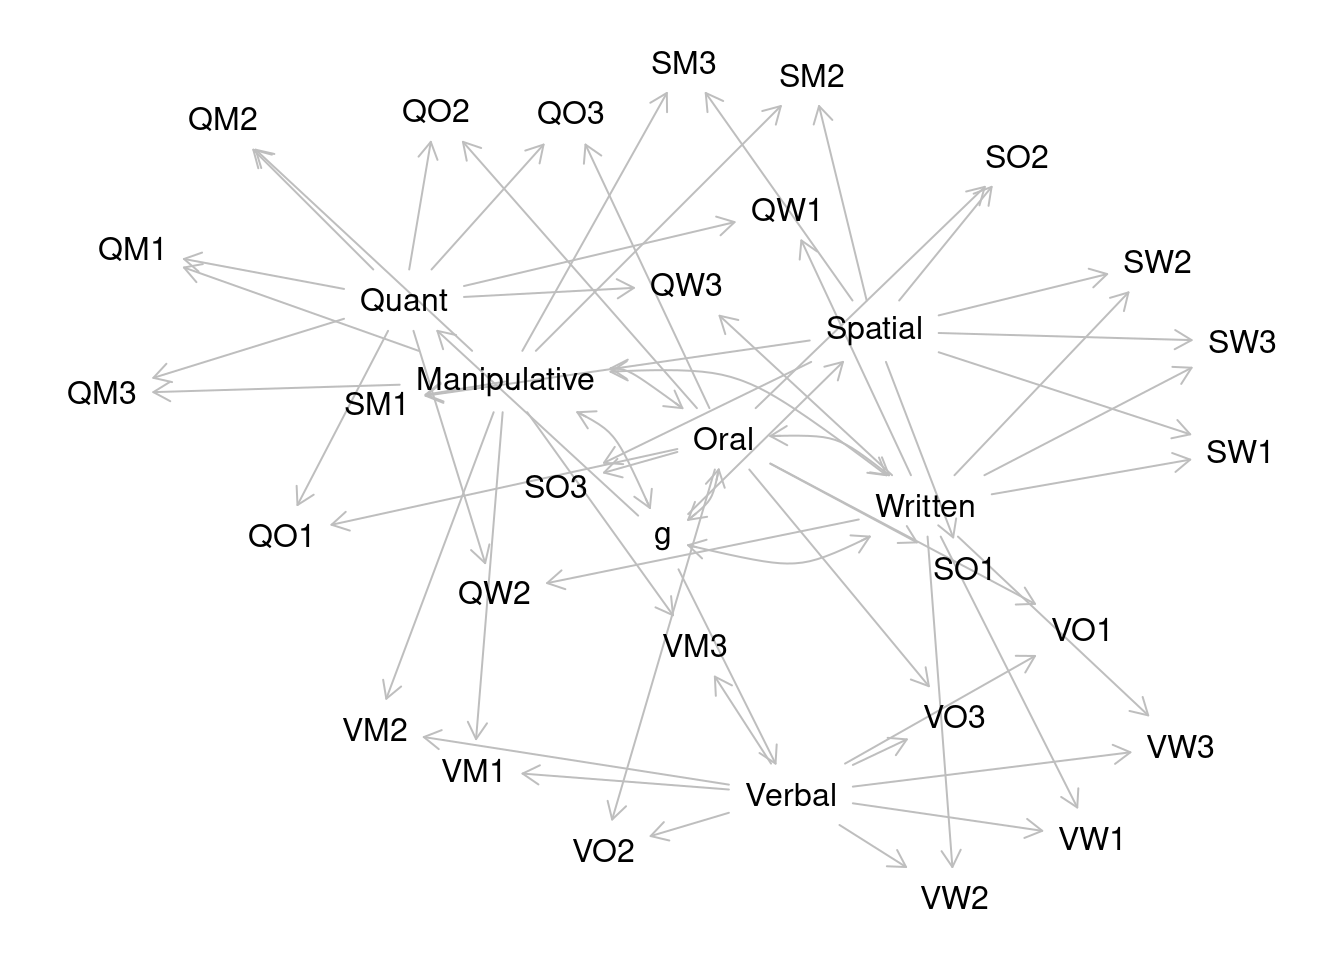 SM3
SM2
QO2
QO3
QM2
SO2
QW1
QM1
SW2
QW3
Quant
Spatial
SW3
Manipulative
QM3
SM1
Oral
SW1
SO3
Written
QO1
g
SO1
QW2
VO1
VM3
VO3
VM2
VW3
VM1
Verbal
VW1
VO2
VW2